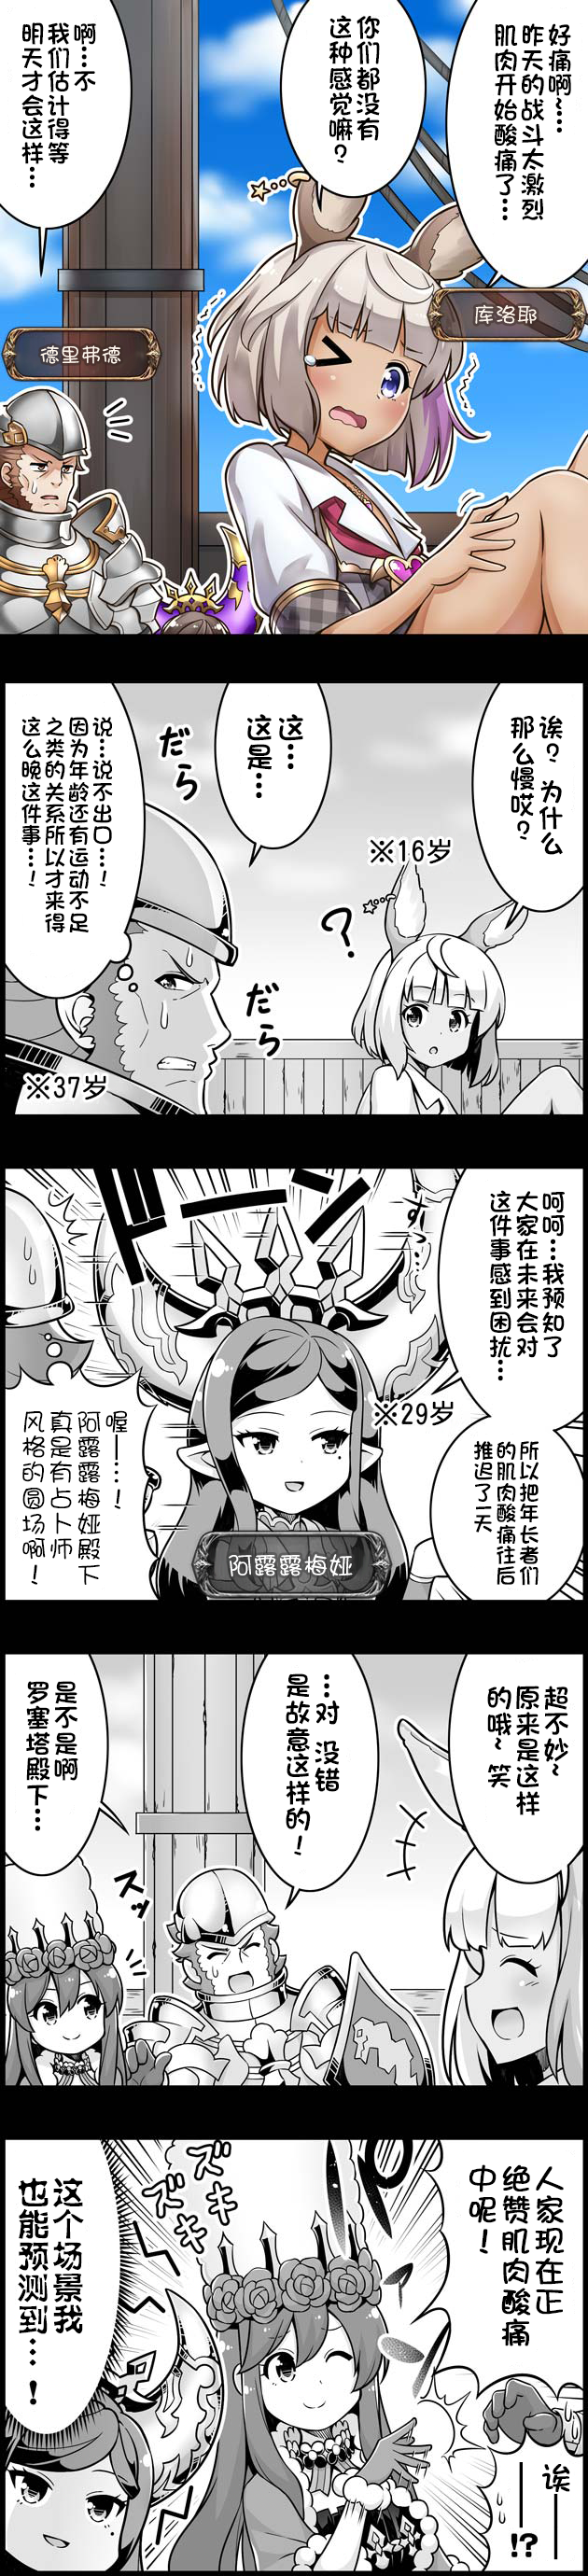 好痛啊~…
昨天的战斗太激烈
肌肉开始酸痛了…
你们都没有
这种感觉嘛?
啊…不
我们估计得等
明天才会这样…
库洛耶
德里弗德
诶? 为什么
那么慢哎?
这…
这是…
说…说不出口…!
因为年龄还有运动不足
之类的关系所以才来得
这么晚这件事…!
だら
だら
※16岁
?
※37岁
呵呵…我预知了
大家在未来会对
这件事感到困扰…
所以把年长者们
的肌肉酸痛往后
推迟了一天
すっ…
ドーン
※29岁
喔——…!
阿露露梅娅殿下
真是有占卜师
风格的圆场啊!
阿露露梅娅
超不妙~
原来是这样
的哦~ 笑
…对 没错
是故意这样的!
是不是啊
罗塞塔殿下…
スッ
人家现在正
绝赞肌肉酸痛
中呢!
诶——
——!?
ズキ
ズキ
这个场景我
也能预测到…!